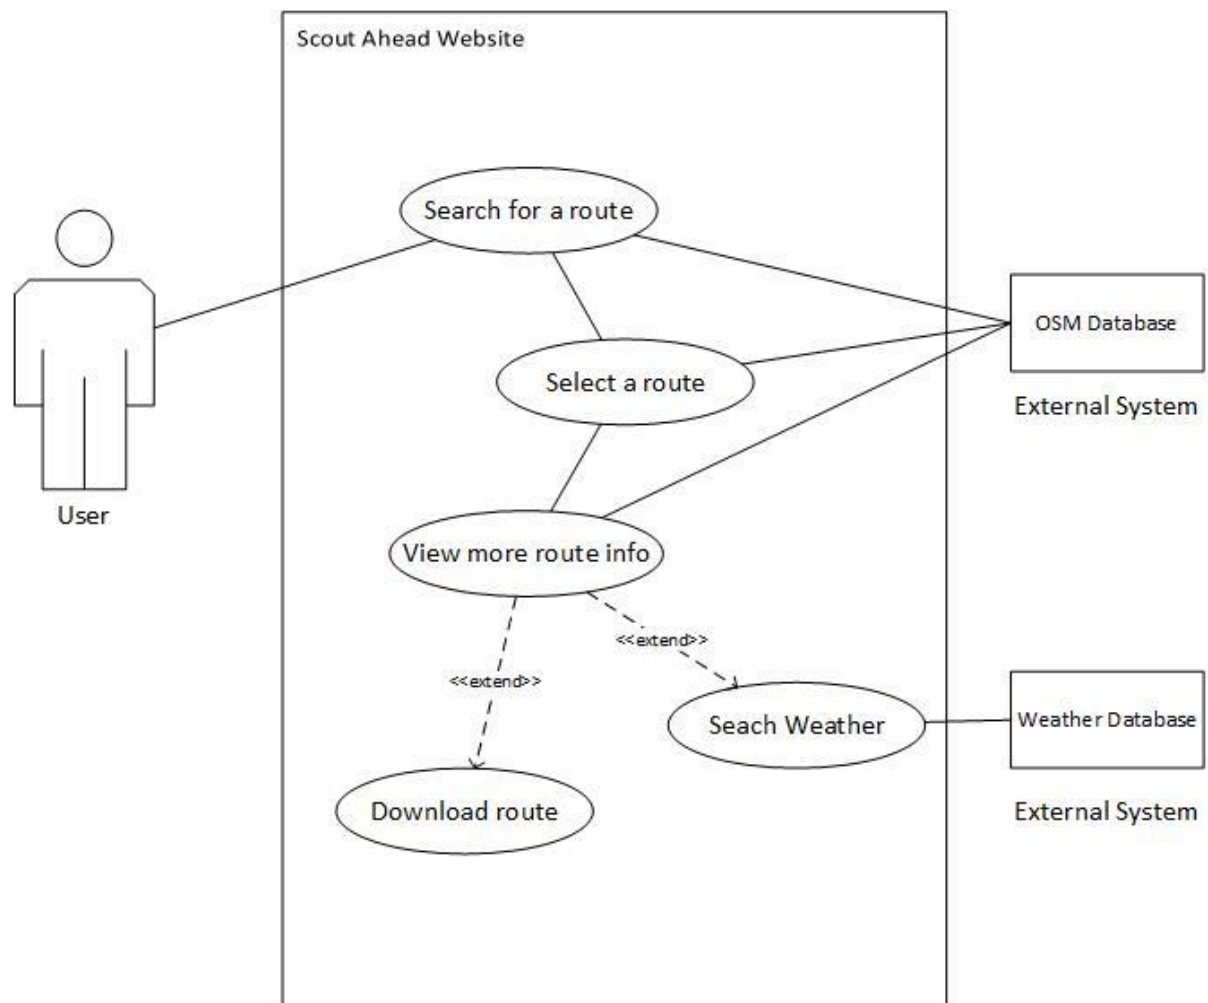 Scout Ahead Website
Search for a route
OSM Database
Select a route
External System
User
View more route info
<<extend>>
<<extend>>
Seach Weather
Weather Database
Download route
External System